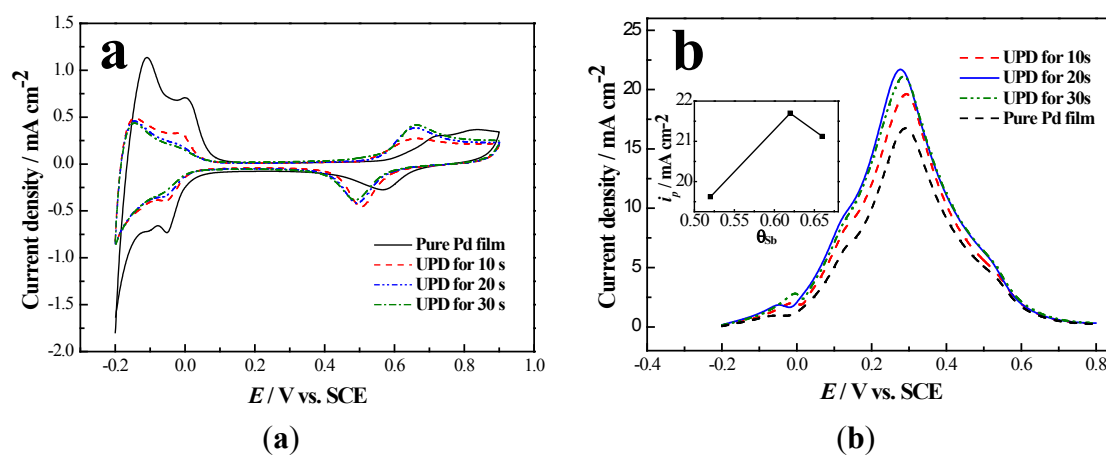 a
Current density / mA cm-2
1.5
1.0
0.5
0.0
-0.5
-1.0
-1.5
-2.0
-0.2 0.0 0.2 0.4 0.6 0.8 1.0
E / V vs. SCE
Pure Pd film
UPD for 10 s
UPD for 20 s
UPD for 30 s
(a)
b
Current density / mA cm-2
25
20
15
10
5
0
-0.4 -0.2 0.0 0.2 0.4 0.6 0.8
E / V vs. SCE
UPD for 10s
UPD for 20s
UPD for 30s
Pure Pd film
ip / mA cm-2
22
21
20
0.50 0.55 0.60 0.65
θSb
(b)